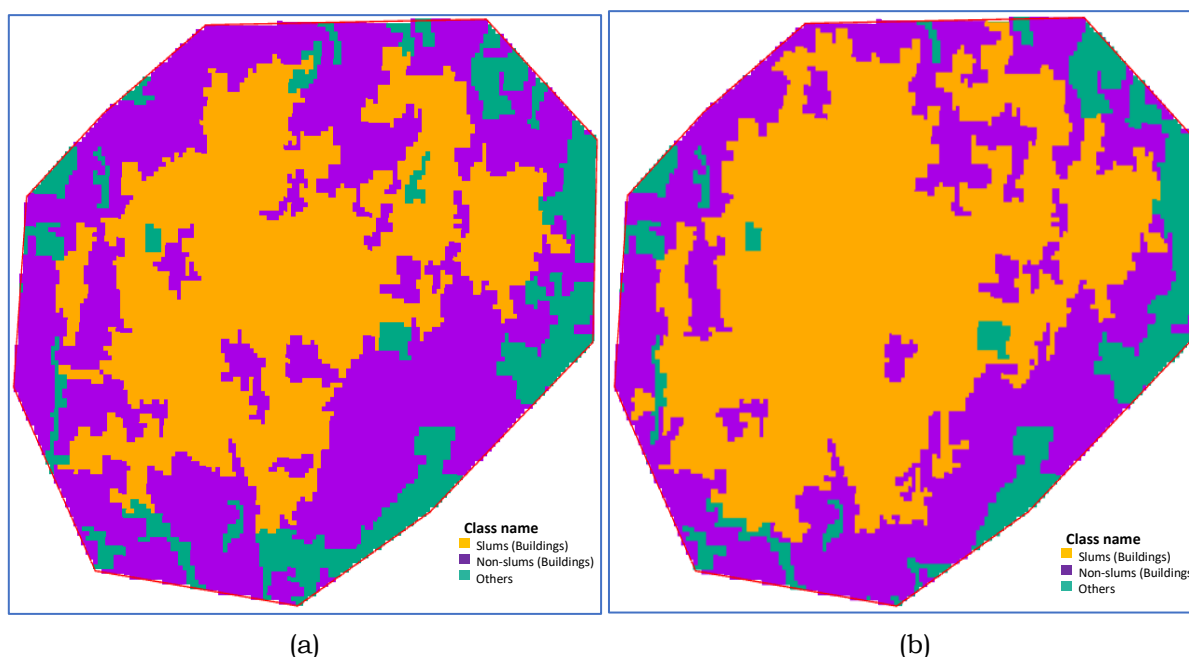 Class name
Slums (Buildings)
Non-slums (Buildings)
Others
Class name
Slums (Buildings)
Non-slums (Buildings
Others
(a)
(b)